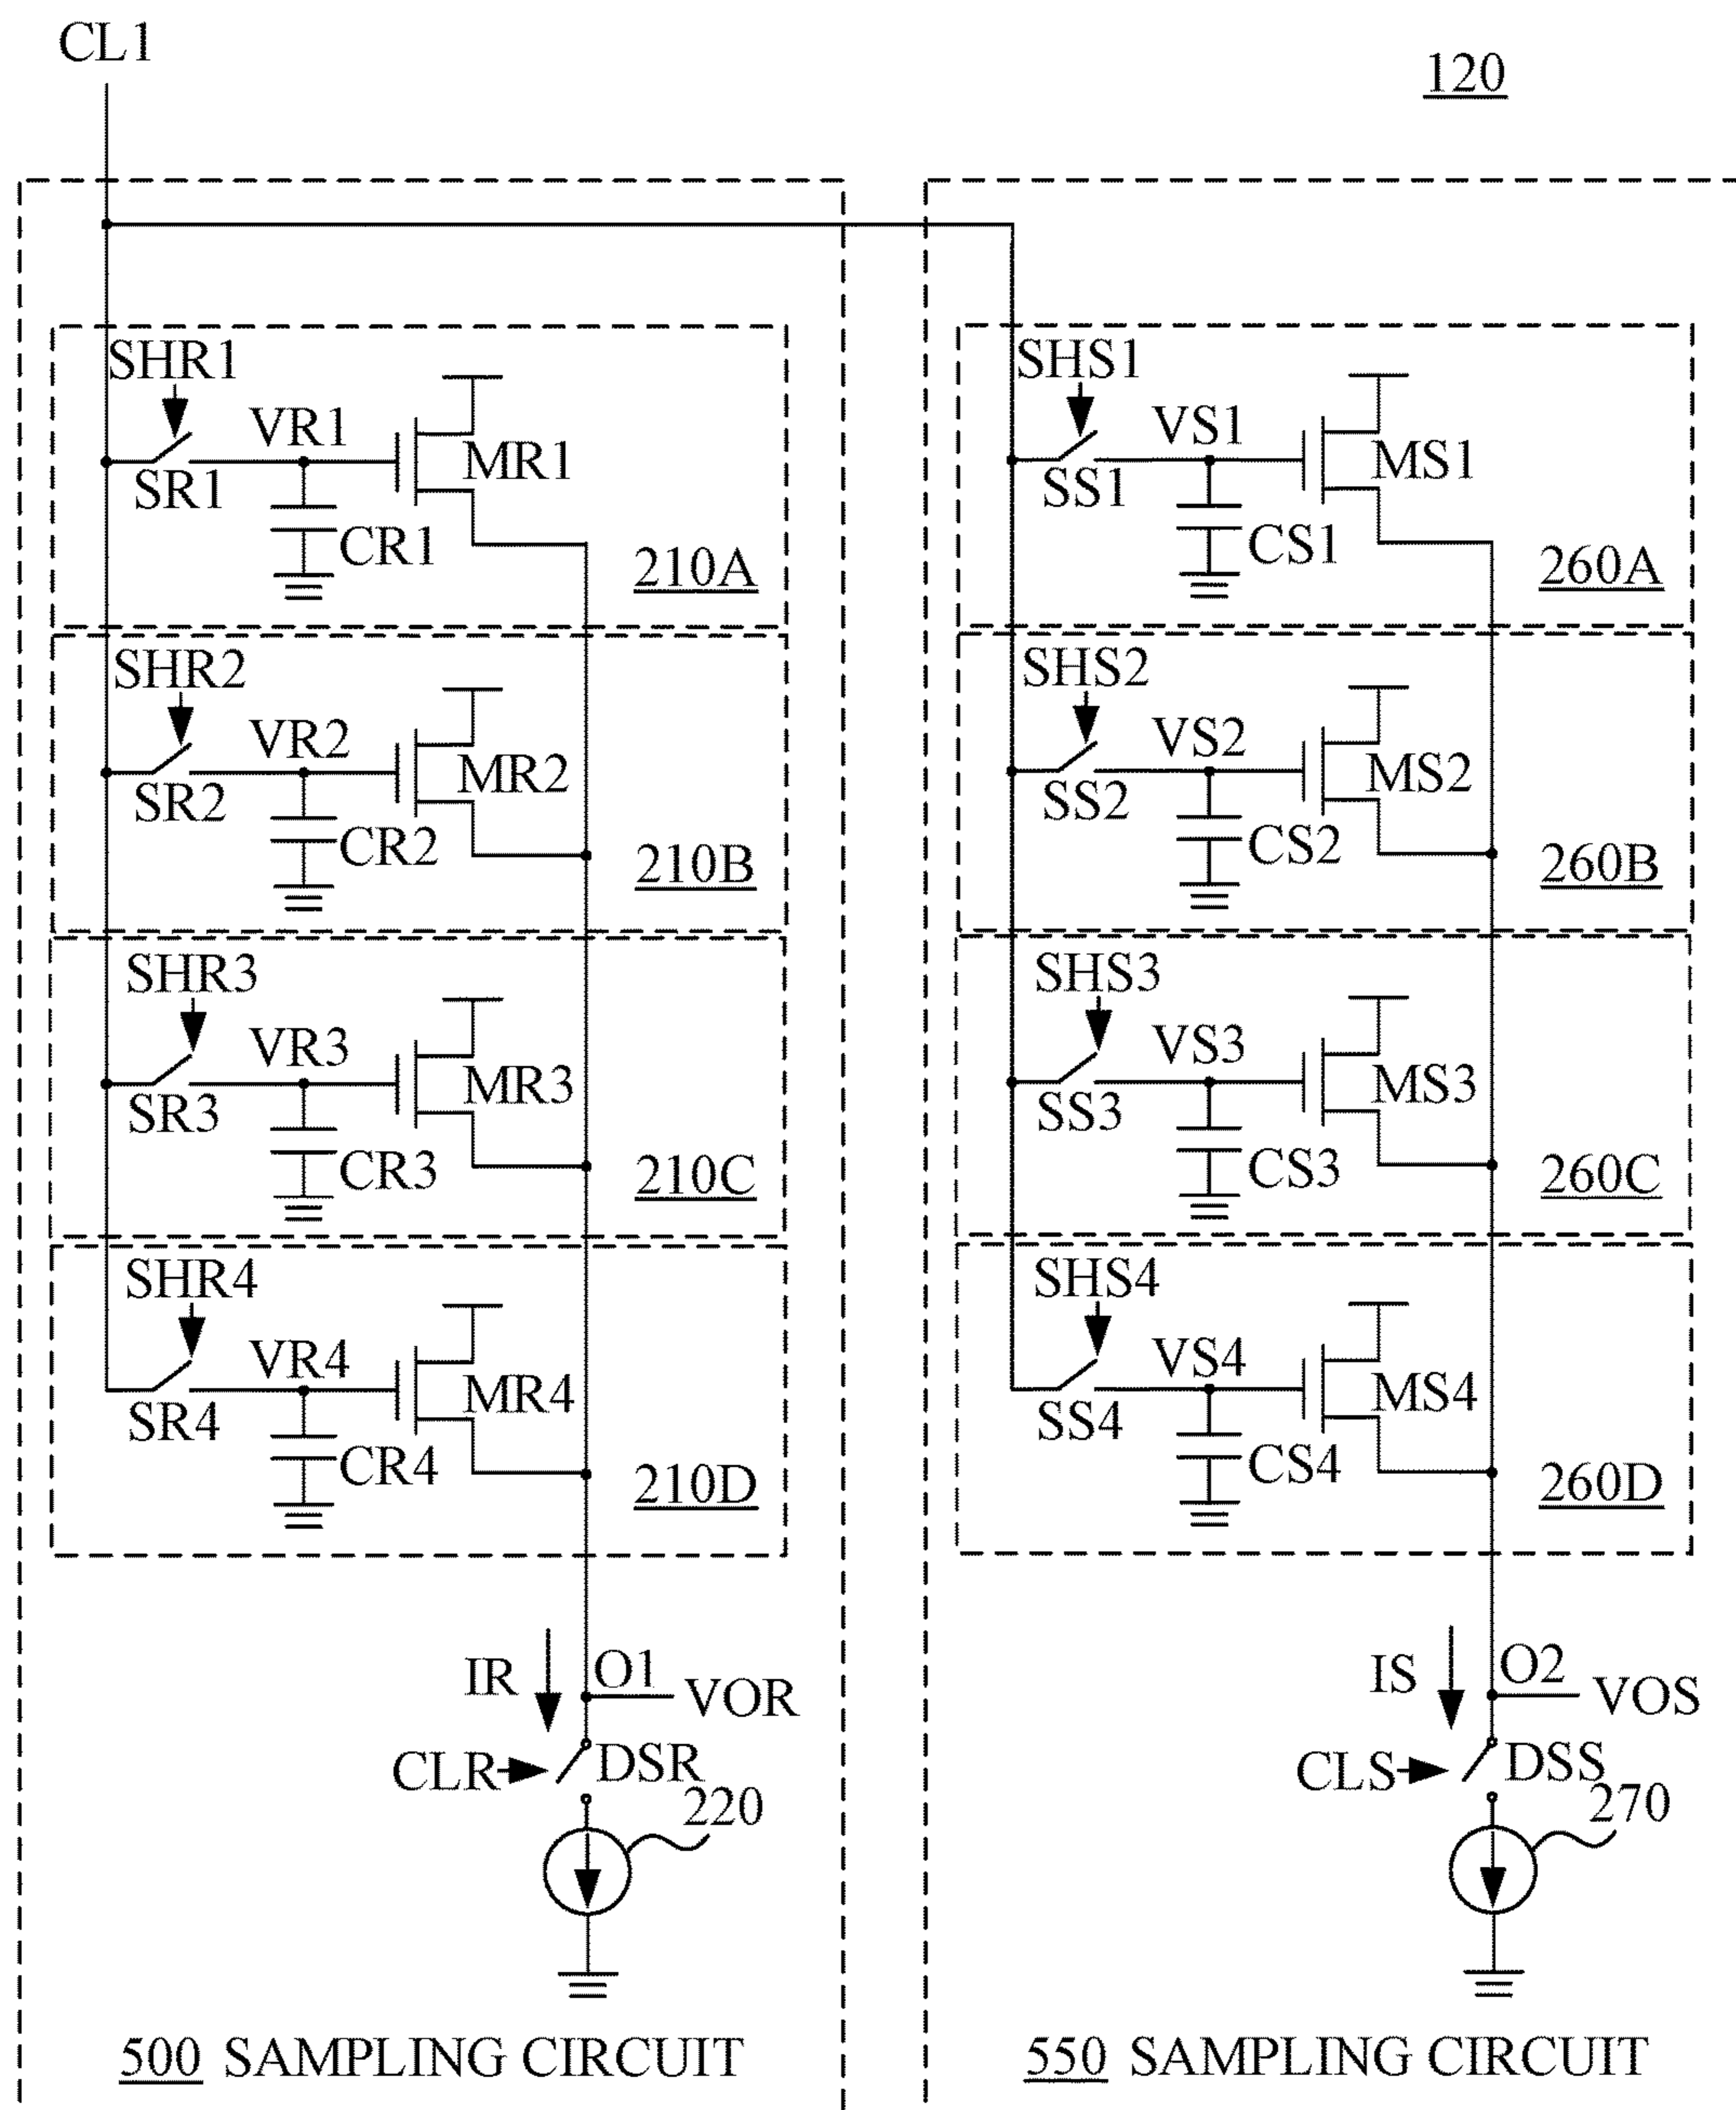 CL1
120
SHR1
VR1
MR1
SR1
CR1
210A
SHR2
VR2
MR2
SR2
CR2
210B
SHR3
VR3
MR3
SR3
CR3
210C
SHR4
VR4
MR4
SR4
CR4
210D
IR
O1
VOR
CLR
DSR
220
500 SAMPLING CIRCUIT
SHS1
VS1
MS1
SS1
CS1
260A
SHS2
VS2
MS2
SS2
CS2
260B
SHS3
VS3
MS3
SS3
CS3
260C
SHS4
VS4
MS4
SS4
CS4
260D
IS
O2
VOS
CLS
DSS
270
550 SAMPLING CIRCUIT